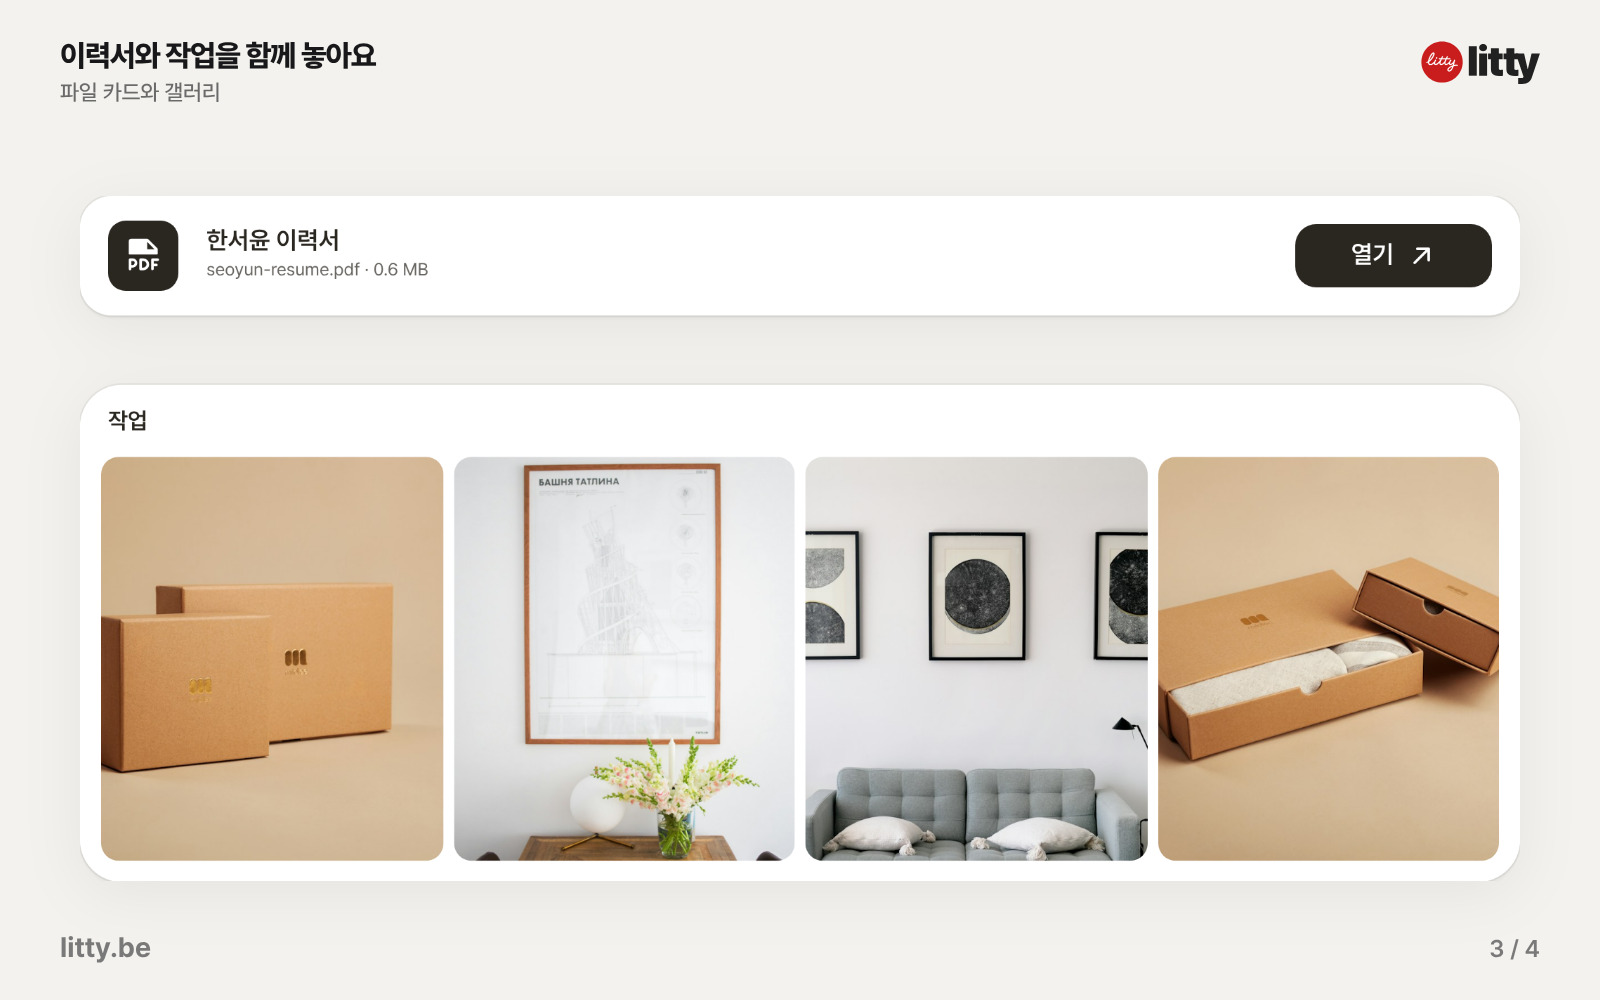 이력서와 작업을 함께 놓아요
파일 카드와 갤러리
litty litty
PDF
한서윤 이력서
seoyun-resume.pdf · 0.6 MB
열기
작업
БАШНЯ ТАТЛИНА
litty.be
3 / 4